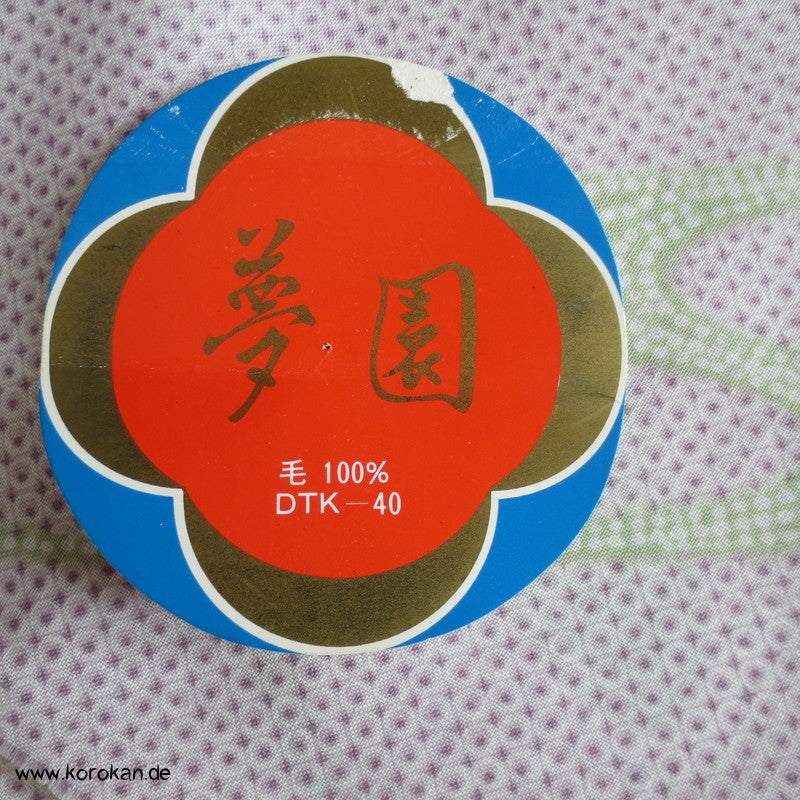 夢園
毛 100%
DTK－40
www.korokan.de